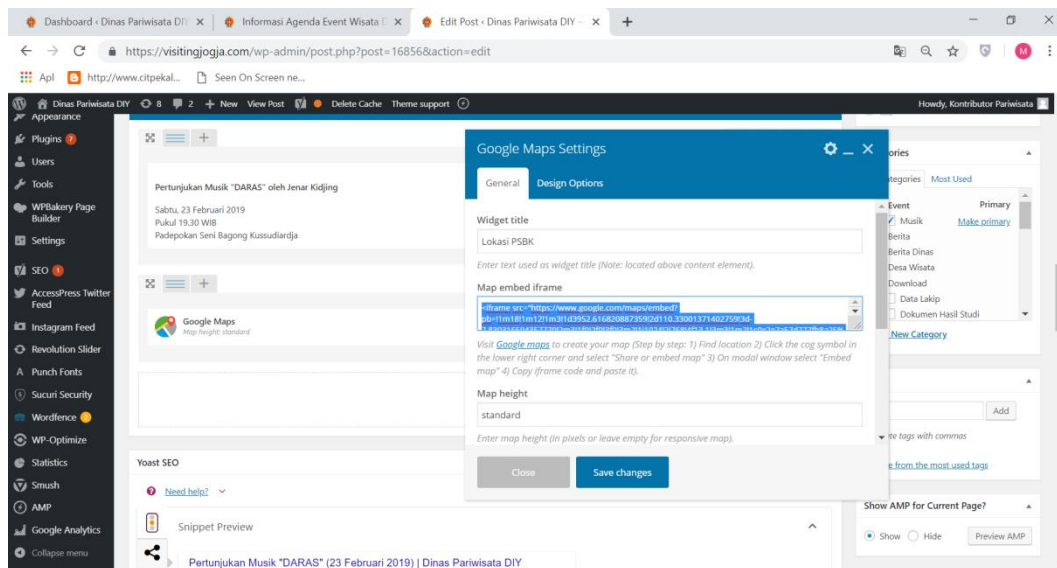 Dashboard ‹ Dinas Pariwisata DIY
Informasi Agenda Event Wisata D
Edit Post ‹ Dinas Pariwisata DIY —
https://visitingjogja.com/wp-admin/post.php?post=16856&action=edit
M
Apl
http://www.citpekal...
Seen On Screen ne...
Dinas Pariwisata DIY
8
2
New
View Post
Delete Cache
Theme support
Howdy, Kontributor Pariwisata
Appearance
Plugins 7
Users
Tools
WPBakery Page
Builder
Settings
SEO 1
AccessPress Twitter
Feed
Instagram Feed
Revolution Slider
Punch Fonts
Sucuri Security
Wordfence 2
WP-Optimize
Statistics
Smush
AMP
Google Analytics
Collapse menu
Pertunjukan Musik "DARAS" oleh Jenar Kidjing
Sabtu, 23 Februari 2019
Pukul 19.30 WIB
Padepokan Seni Bagong Kussudiardja
Google Maps
Map height: standard
Yoast SEO
Need help?
Snippet Preview
Pertunjukan Musik "DARAS" (23 Februari 2019) | Dinas Pariwisata DIY
Google Maps Settings
General
Design Options
Widget title
Lokasi PSBK
Enter text used as widget title (Note: located above content element).
Map embed iframe
<iframe src="https://www.google.com/maps/embed?
Visit Google maps to create your map (Step by step: 1) Find location 2) Click the cog symbol in
the lower right corner and select "Share or embed map" 3) On modal window select "Embed
map" 4) Copy iframe code and paste it).
Map height
standard
Enter map height (in pixels or leave empty for responsive map).
Close
Save changes
ories
ategories
Most Used
Event
Primary
Musik
Make primary
Berita
Berita Dinas
Desa Wisata
Download
Data Lakip
Dokumen Hasil Studi
New Category
Add
te tags with commas
e from the most used tags
Show AMP for Current Page?
Show
Hide
Preview AMP